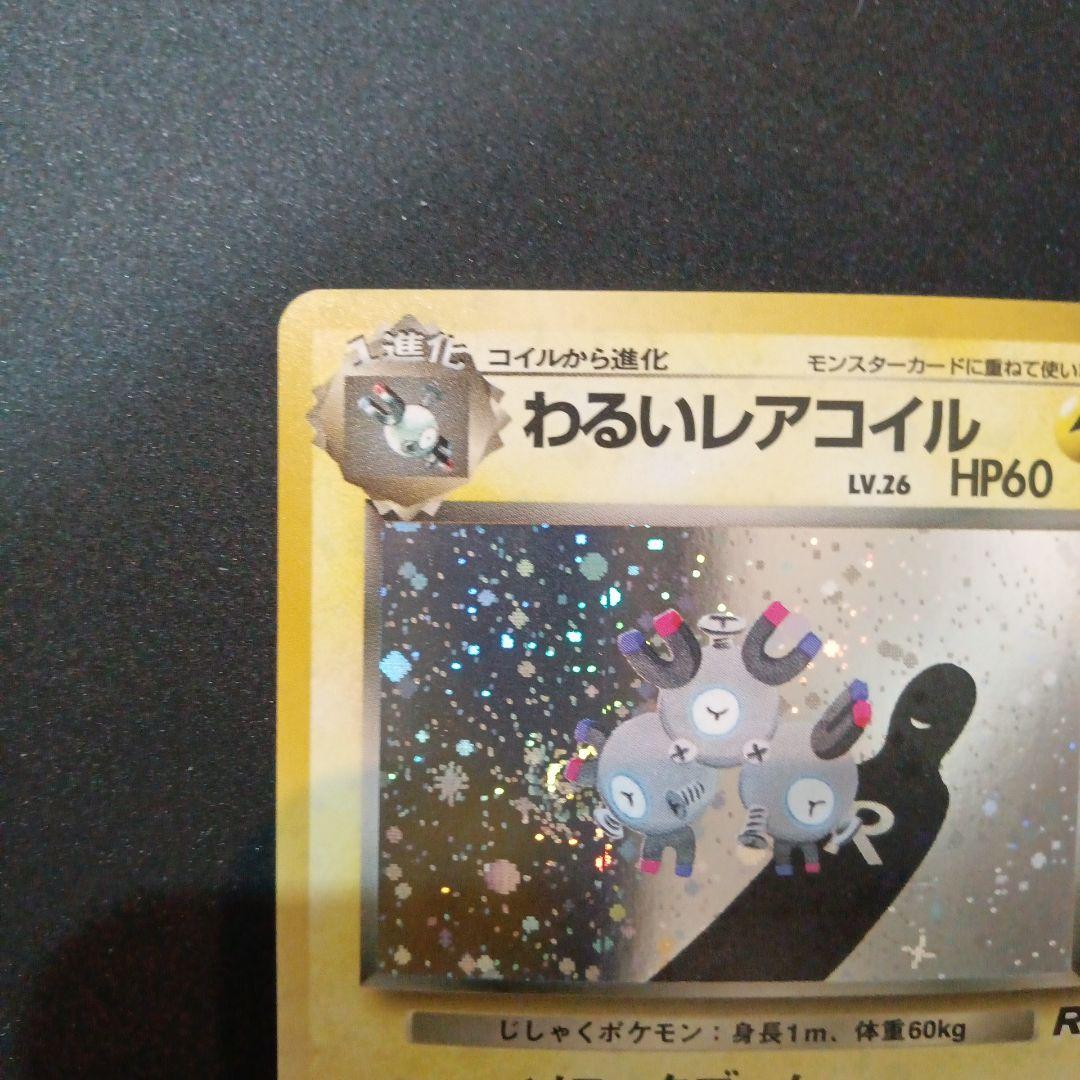 1進化 コイルから進化 モンスターカードに重ねて使い
わるいレアコイル
LV.26 HP60
R
じしゃくポケモン：身長1m、体重60kg
R